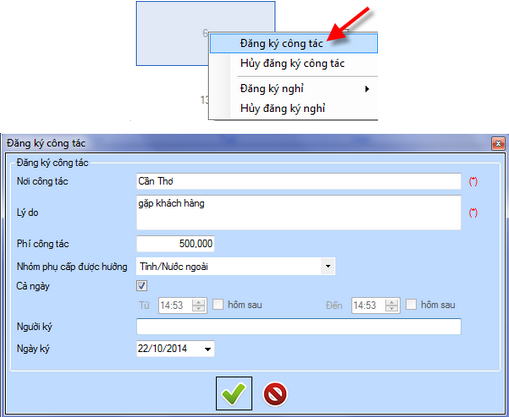 6
Đăng ký công tác
Hủy đăng ký công tác
13
Đăng ký nghỉ
Hủy đăng ký nghỉ
Đăng ký công tác
Đăng ký công tác
Nơi công tác Cần Thơ (*)
Lý do gặp khách hàng (*)
Phí công tác 500,000
Nhóm phụ cấp được hưởng Tỉnh/Nước ngoài
Cả ngày
Từ 14:53 hôm sau Đến 14:53 hôm sau
Người ký
Ngày ký 22/10/2014